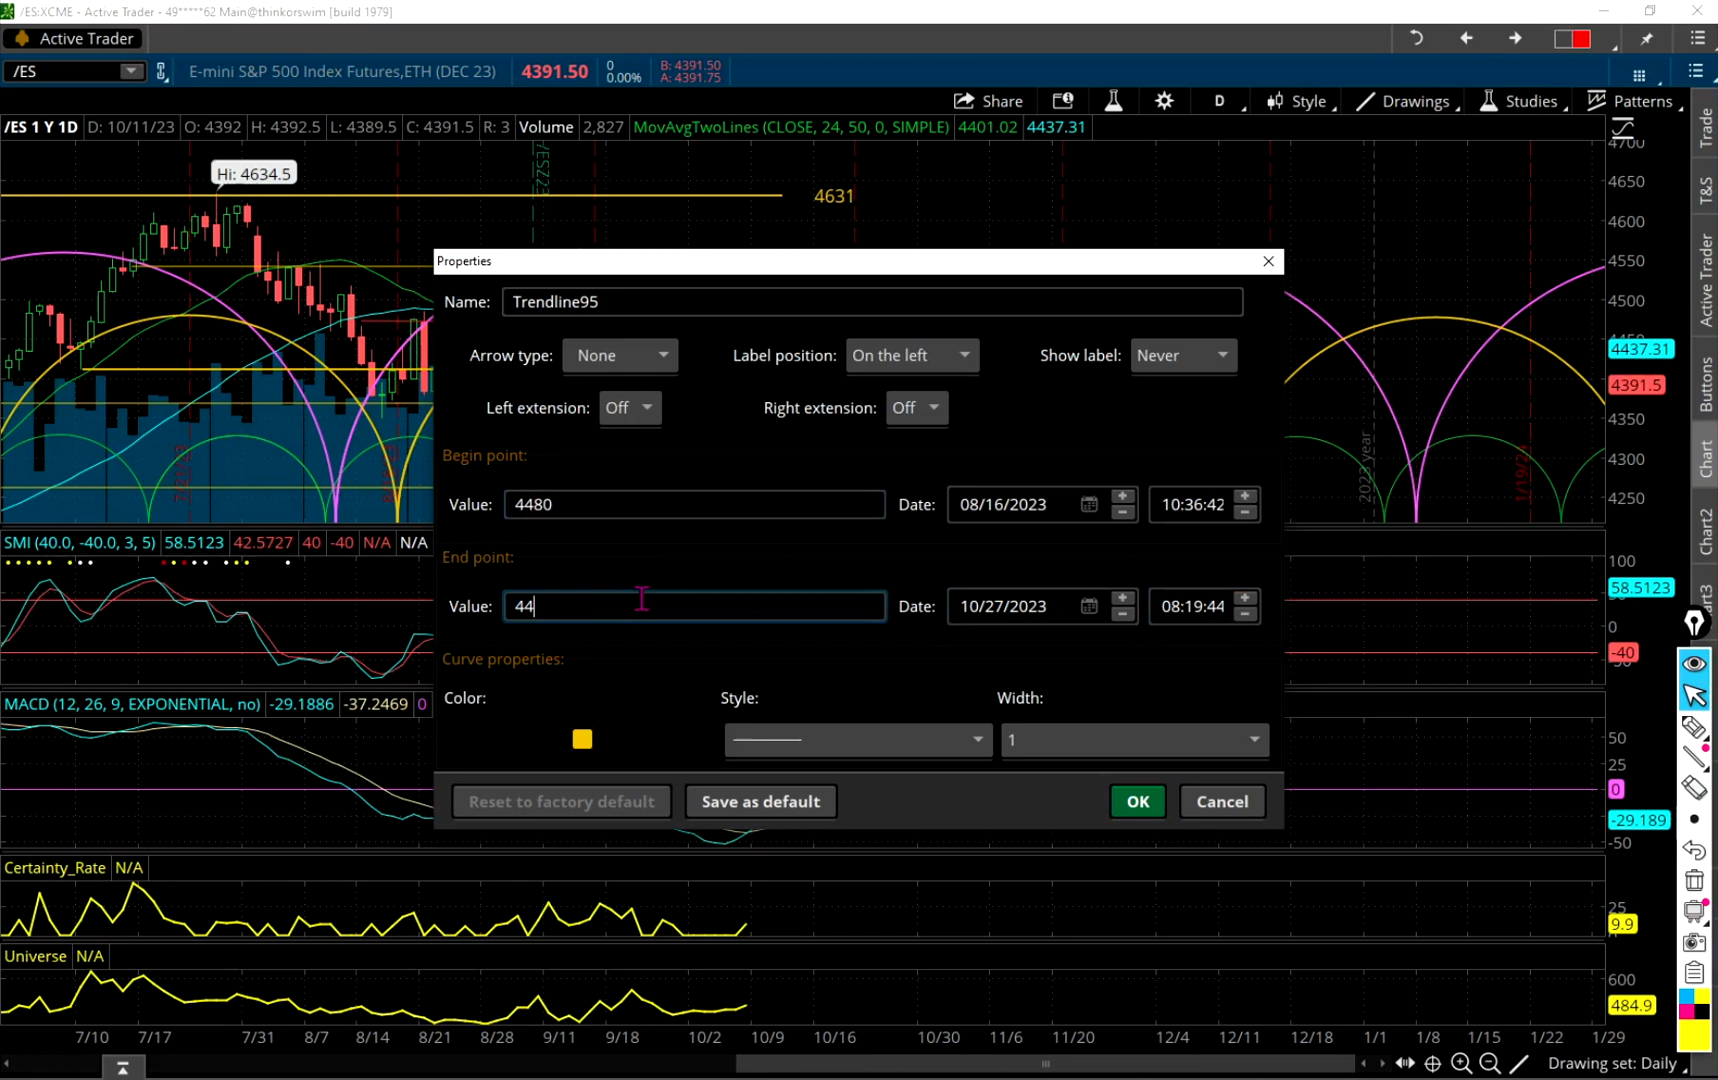 /ES:XCME - Active Trader - 49*****62 Main@thinkorswim [build 1979]
Active Trader
/ES E-mini S&P 500 Index Futures,ETH (DEC 23) 4391.50 0 0.00% B: 4391.50 A: 4391.75
Share D Style Drawings Studies Patterns
/ES 1 Y 1D D: 10/11/23 O: 4392 H: 4392.5 L: 4389.5 C: 4391.5 R: 3 Volume 2,827 MovAvgTwoLines (CLOSE, 24, 50, 0, SIMPLE) 4401.02 4437.31
Hi: 4634.5
4631
/ESZ23
4700
4650
4600
4550
4500
4437.31
4391.5
4350
4300
4250
2023 year
Properties
Name: Trendline95
Arrow type: None Label position: On the left Show label: Never
Left extension: Off Right extension: Off
Begin point:
Value: 4480 Date: 08/16/2023 10:36:42
End point:
Value: 44 Date: 10/27/2023 08:19:44
Curve properties:
Color: Style: Width:
1
Reset to factory default Save as default OK Cancel
SMI (40.0, -40.0, 3, 5) 58.5123 42.5727 40 -40 N/A N/A
100
58.5123
0
-40
MACD (12, 26, 9, EXPONENTIAL, no) -29.1886 -37.2469 0
50
25
0
-29.189
-50
Certainty_Rate N/A
25
9.9
Universe N/A
600
484.9
7/10 7/17 7/31 8/7 8/14 8/21 8/28 9/11 9/18 10/2 10/9 10/16 10/30 11/6 11/20 12/4 12/11 12/18 1/1 1/8 1/15 1/22 1/29
Drawing set: Daily
Trade
T&S
Active Trader
Buttons
Chart
Chart2